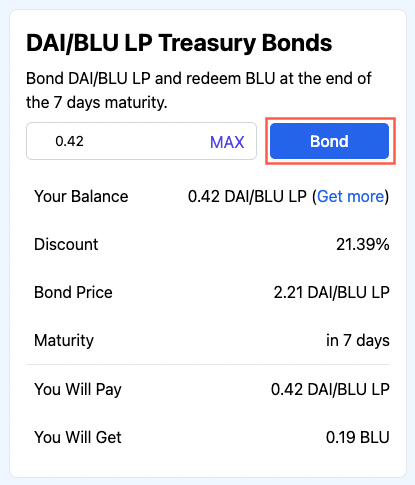 DAI/BLU LP Treasury Bonds
Bond DAI/BLU LP and redeem BLU at the end of
the 7 days maturity.
0.42 MAX Bond
Your Balance 0.42 DAI/BLU LP (Get more)
Discount 21.39%
Bond Price 2.21 DAI/BLU LP
Maturity in 7 days
You Will Pay 0.42 DAI/BLU LP
You Will Get 0.19 BLU